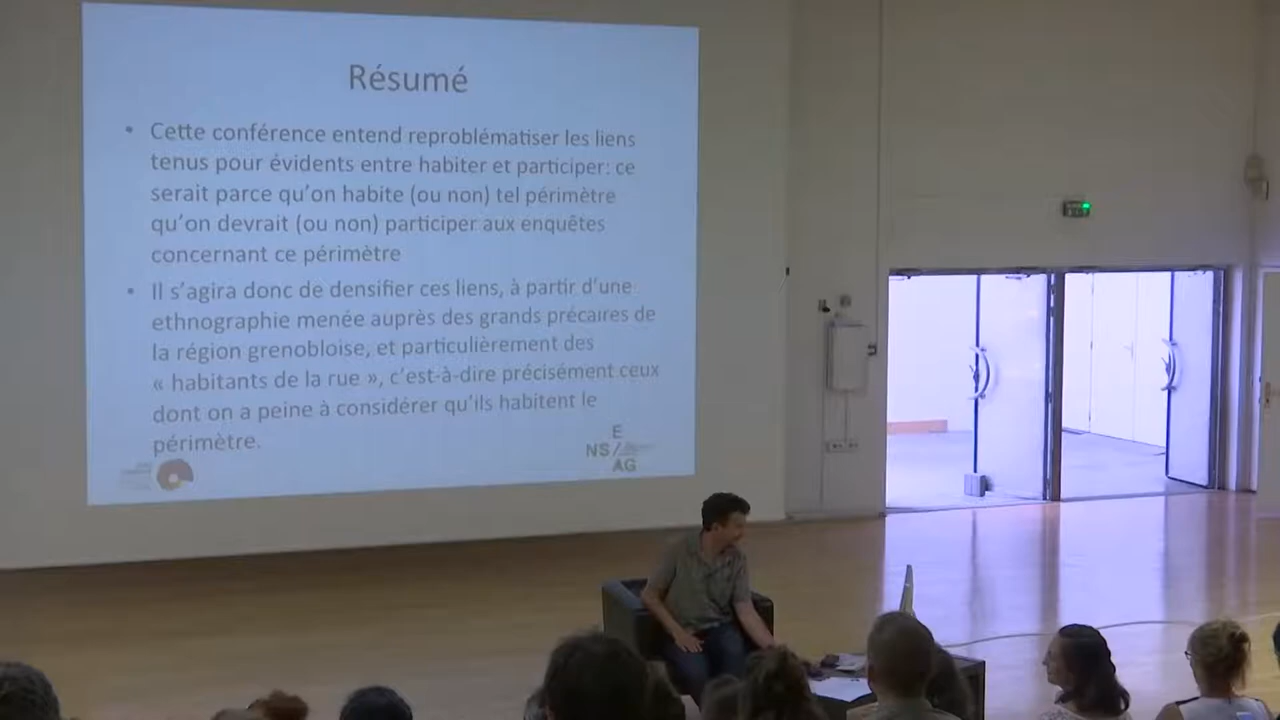 Résumé
• Cette conférence entend reproblématiser les liens
tenus pour évidents entre habiter et participer: ce
serait parce qu'on habite (ou non) tel périmètre
qu'on devrait (ou non) participer aux enquêtes
concernant ce périmètre
• Il s'agira donc de densifier ces liens, à partir d'une
ethnographie menée auprès des grands précaires de
la région grenobloise, et particulièrement des
« habitants de la rue », c'est-à-dire précisément ceux
dont on a peine à considérer qu'ils habitent le
périmètre.
E
NS/
AG